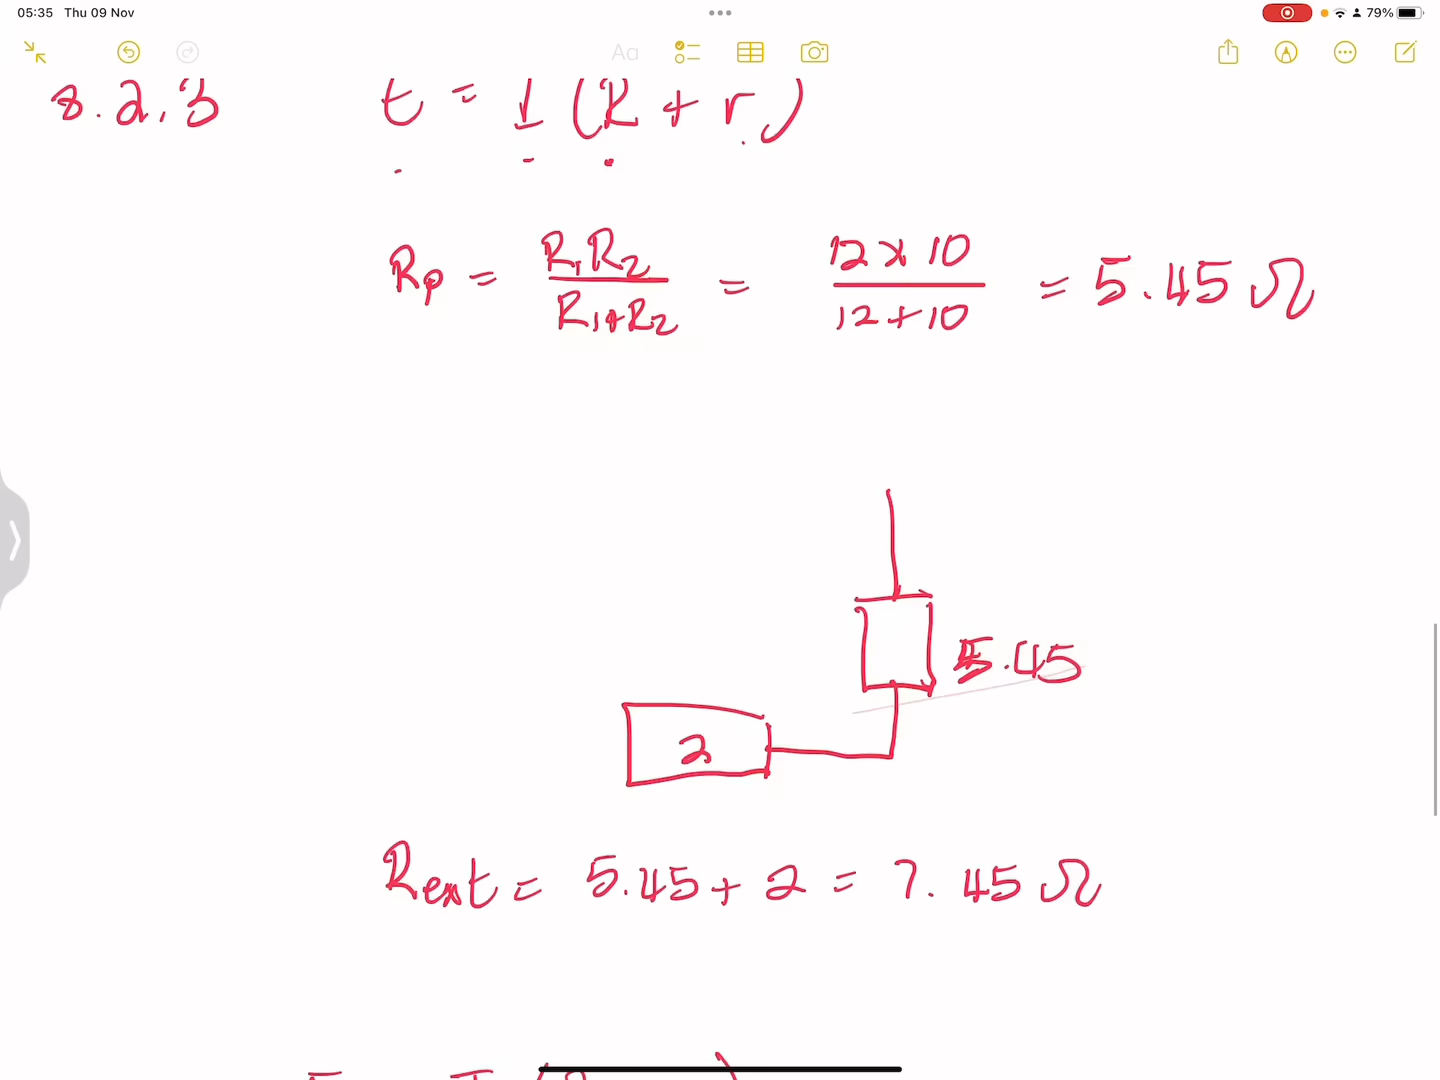 05:35 Thu 09 Nov
79%
Aa
8.2.3 ε = I (R + r)
Rp = R₁R₂ / R₁+R₂ = 12 x 10 / 12 + 10 = 5.45 Ω
5.45
2
Rext = 5.45 + 2 = 7.45 Ω